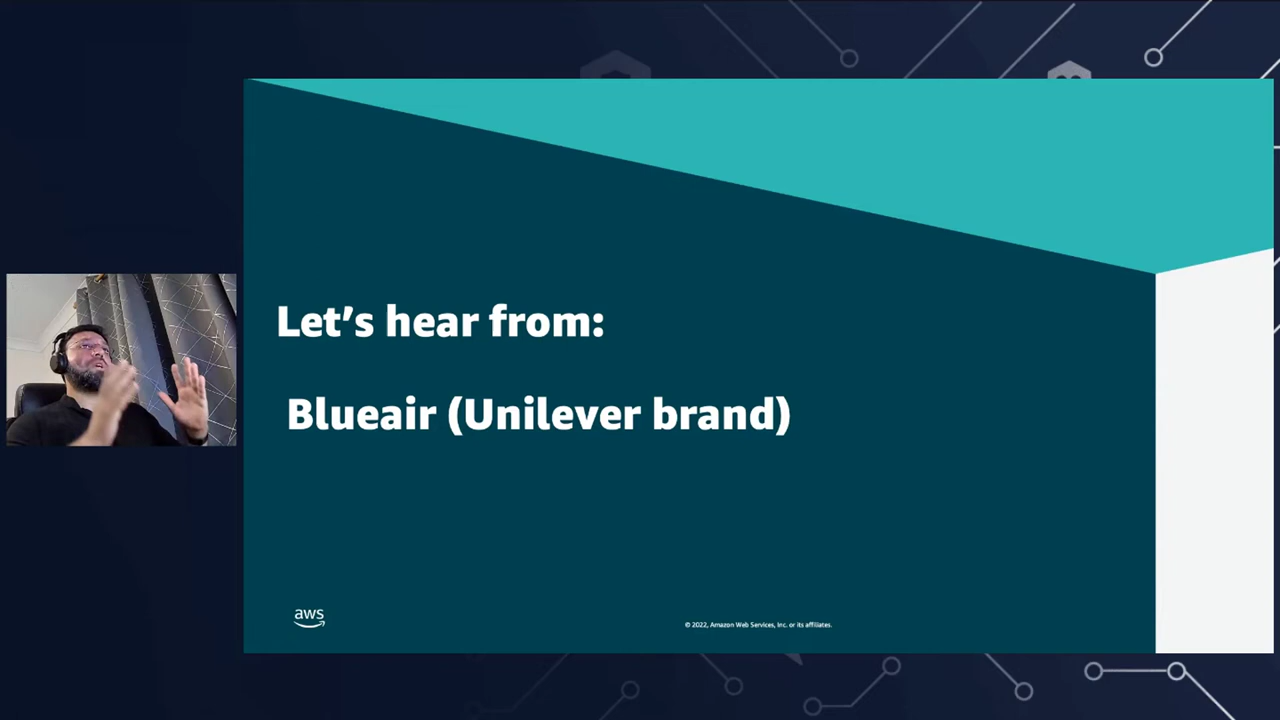 Let’s hear from:
Blueair (Unilever brand)
aws
© 2022, Amazon Web Services, Inc. or its affiliates.